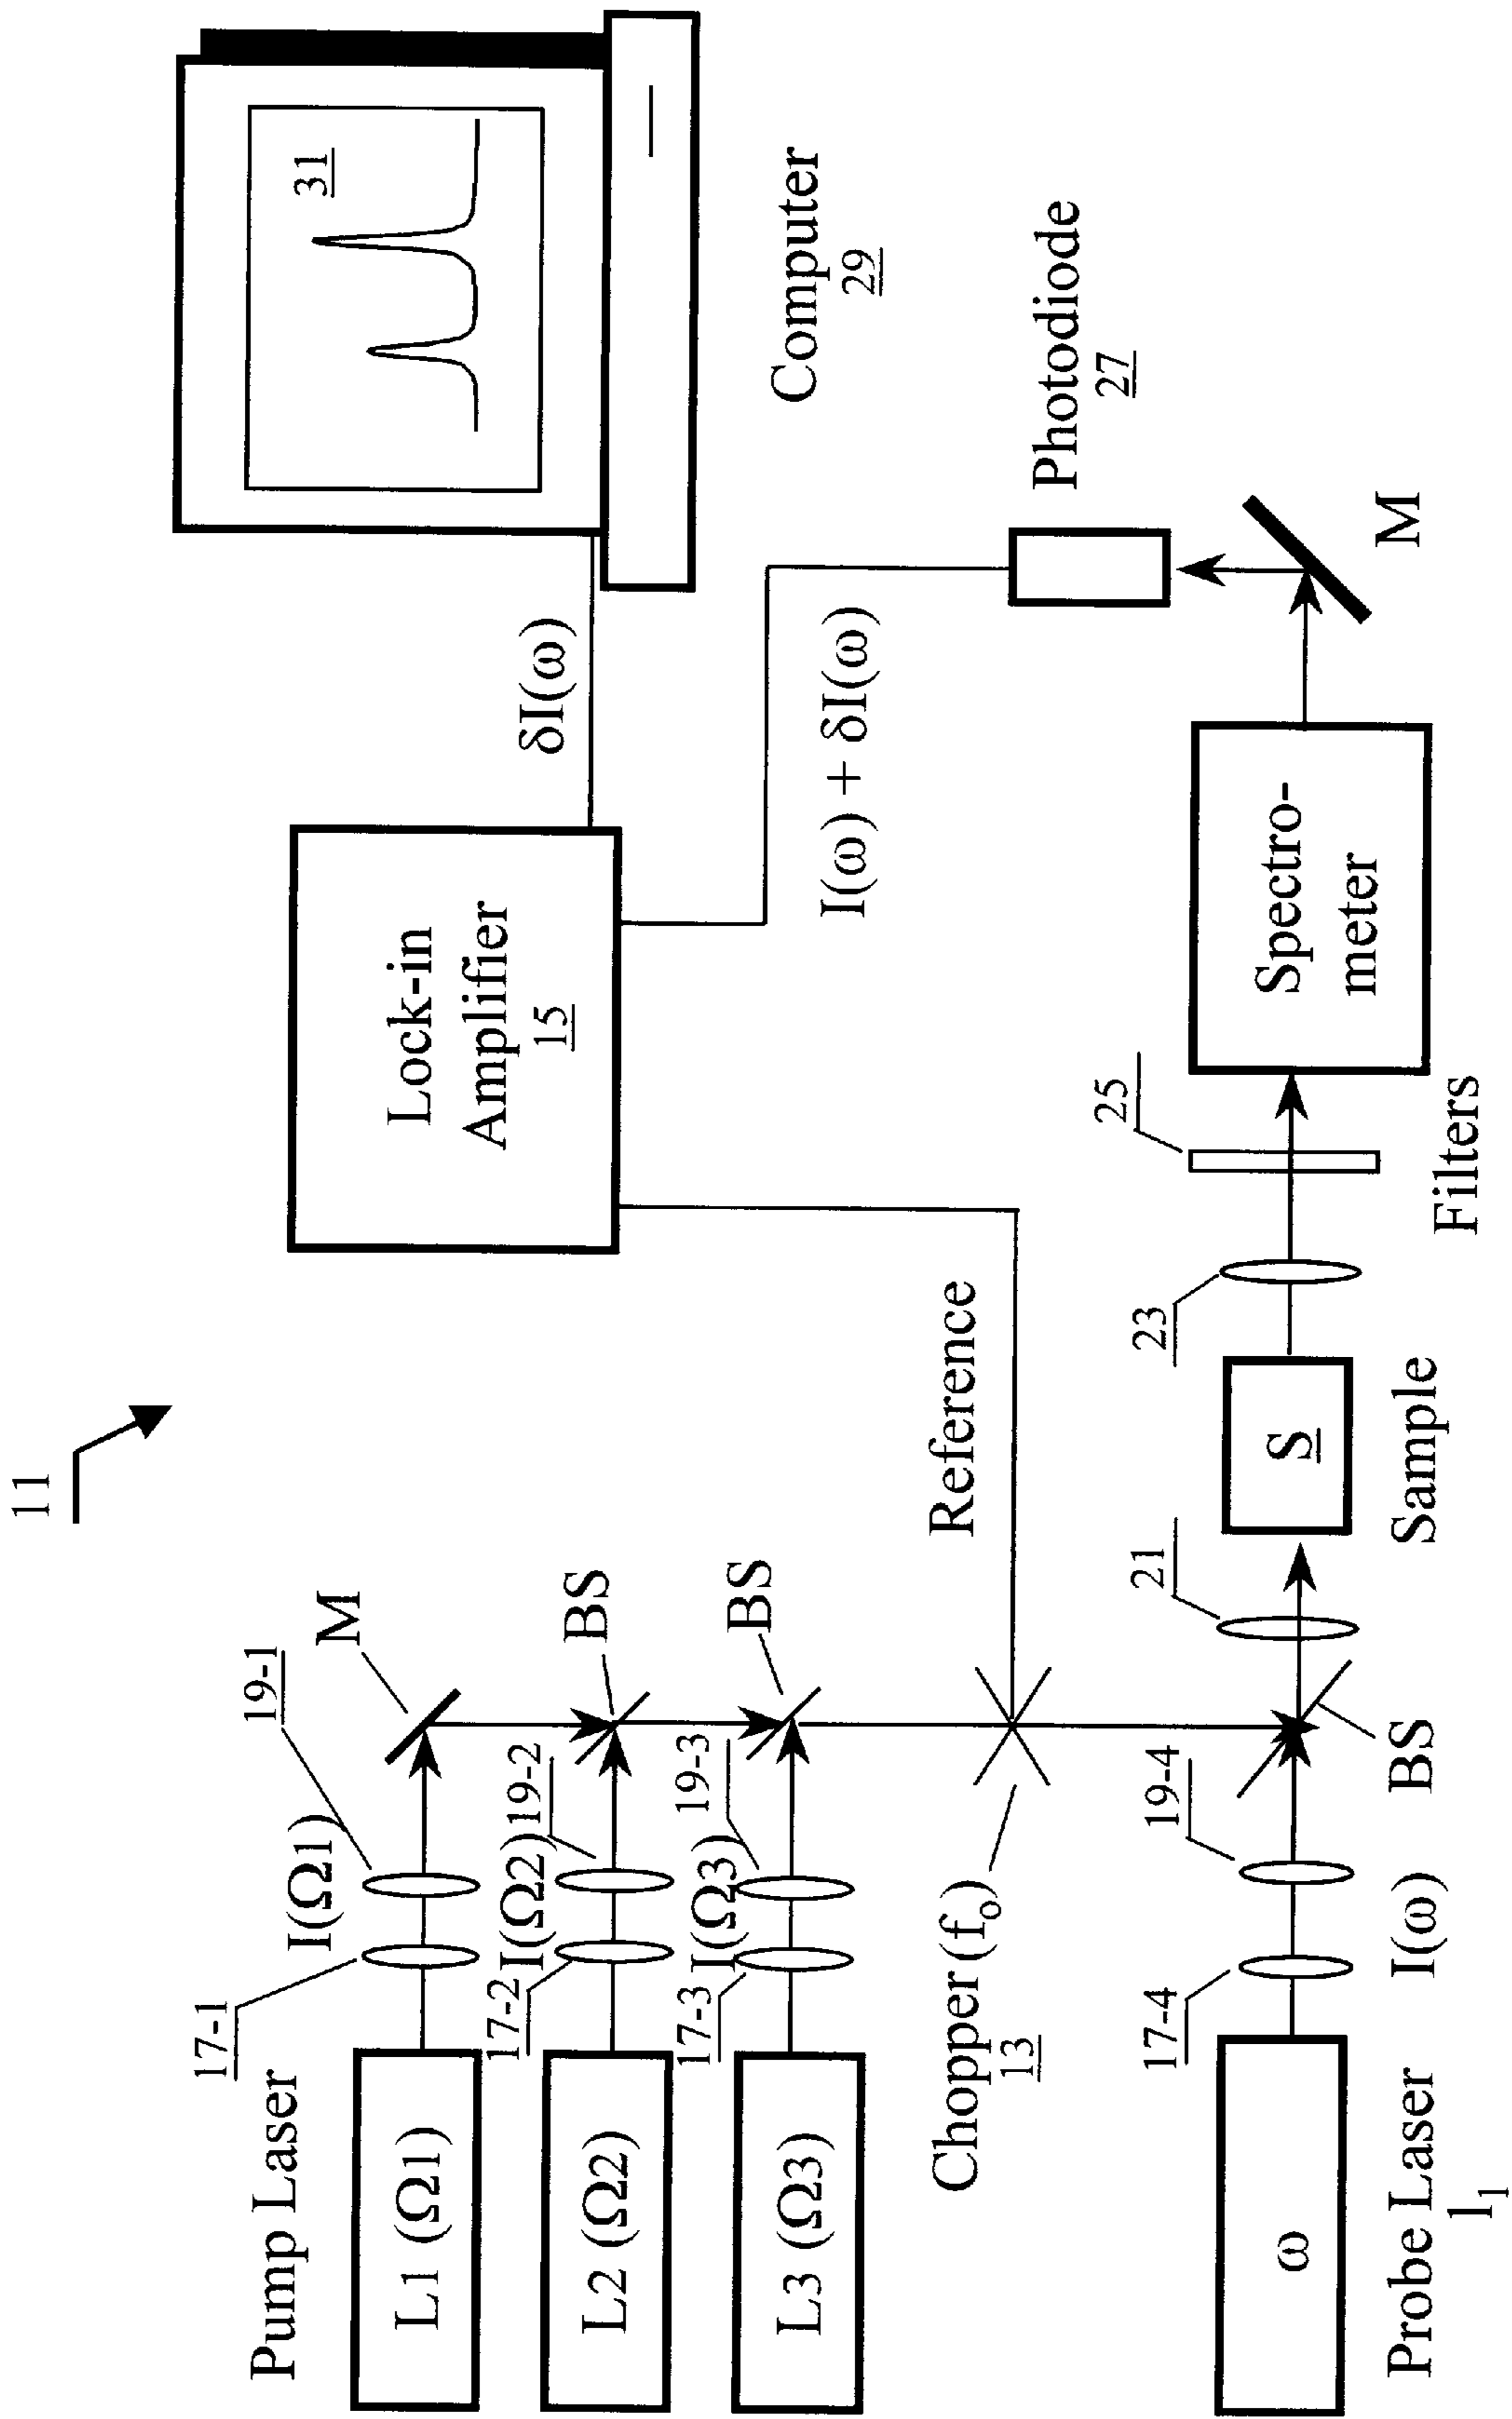 11
Pump Laser
L1 (Ω1)
17-1
I(Ω1)
19-1
M
L2 (Ω2)
17-2
I(Ω2)
19-2
BS
L3 (Ω3)
17-3
I(Ω3)
19-3
BS
Chopper (fo)
13
Reference
Lock-in
Amplifier
15
δI(ω)
I(ω) + δI(ω)
31
Computer
29
Photodiode
27
M
Probe Laser
l1
ω
17-4
I(ω)
19-4
BS
21
S
Sample
23
25
Filters
Spectro-
meter